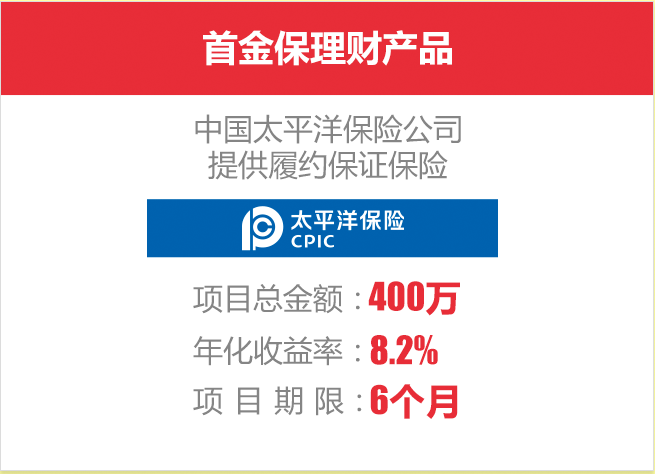 首金保理财产品
中国太平洋保险公司
提供履约保证保险
太平洋保险
CPIC
项目总金额：400万
年化收益率：8.2%
项目期限：6个月